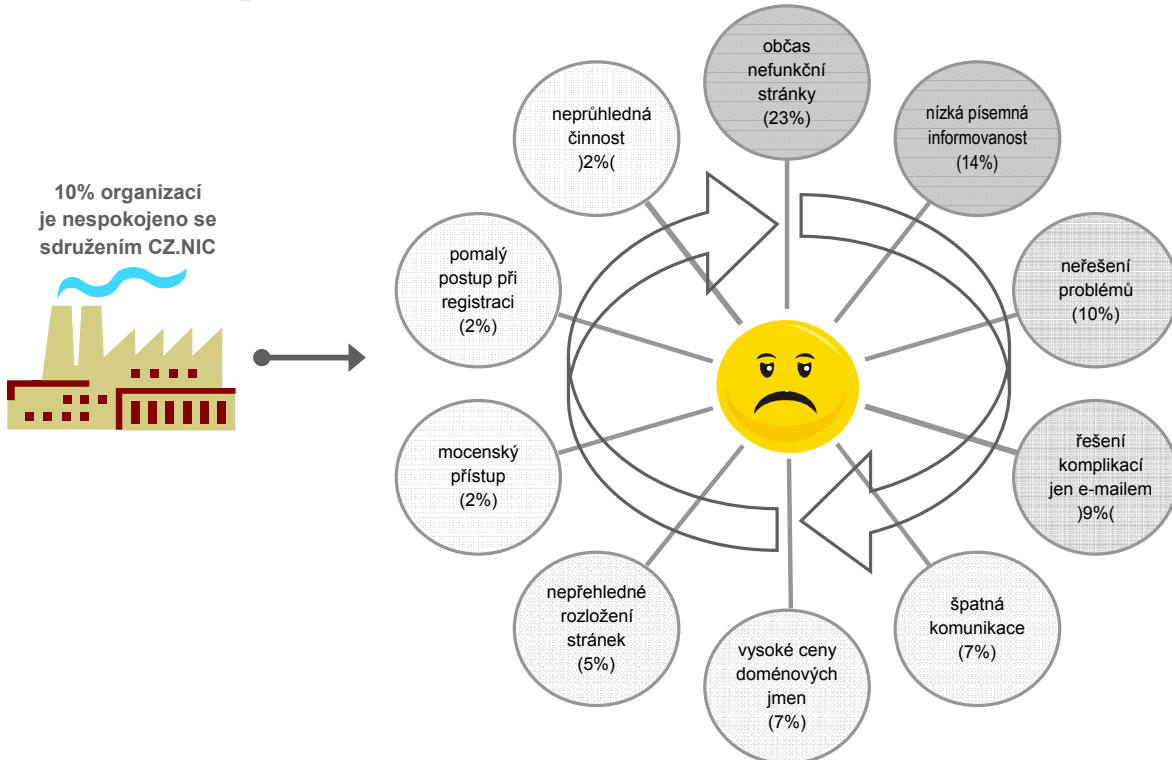 10% organizací
je nespokojeno se
sdružením CZ.NIC
občas
nefunkční
stránky
(23%)
nízká písemná
informovanost
(14%)
neřešení
problémů
(10%)
řešení
komplikací
jen e-mailem
)9%(
špatná
komunikace
(7%)
vysoké ceny
doménových
jmen
(7%)
nepřehledné
rozložení
stránek
(5%)
mocenský
přístup
(2%)
pomalý
postup při
registraci
(2%)
neprůhledná
činnost
)2%(